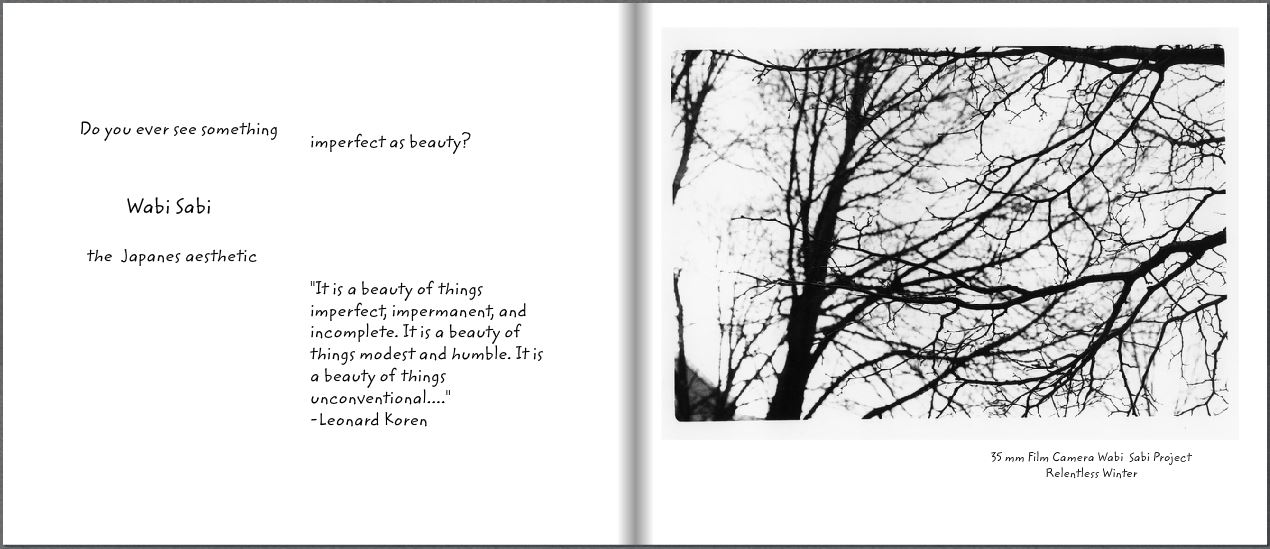 Do you ever see something
imperfect as beauty?
Wabi Sabi
the Japanes aesthetic
"It is a beauty of things
imperfect, impermanent, and
incomplete. It is a beauty of
things modest and humble. It is
a beauty of things
unconventional...."
-Leonard Koren
35 mm Film Camera Wabi Sabi Project
Relentless Winter